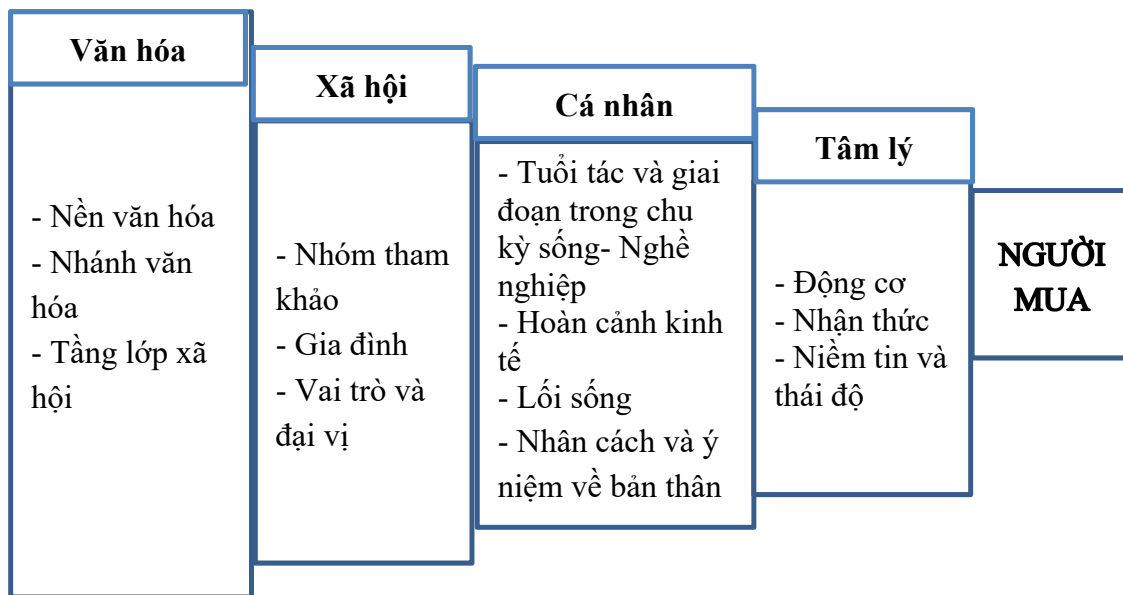 Văn hóa
- Nền văn hóa
- Nhánh văn
hóa
- Tầng lớp xã
hội
Xã hội
- Nhóm tham
khảo
- Gia đình
- Vai trò và
đại vị
Cá nhân
- Tuổi tác và giai
đoạn trong chu
kỳ sống- Nghề
nghiệp
- Hoàn cảnh kinh
tế
- Lối sống
- Nhân cách và ý
niệm về bản thân
Tâm lý
- Động cơ
- Nhận thức
- Niềm tin và
thái độ
NGƯỜI
MUA